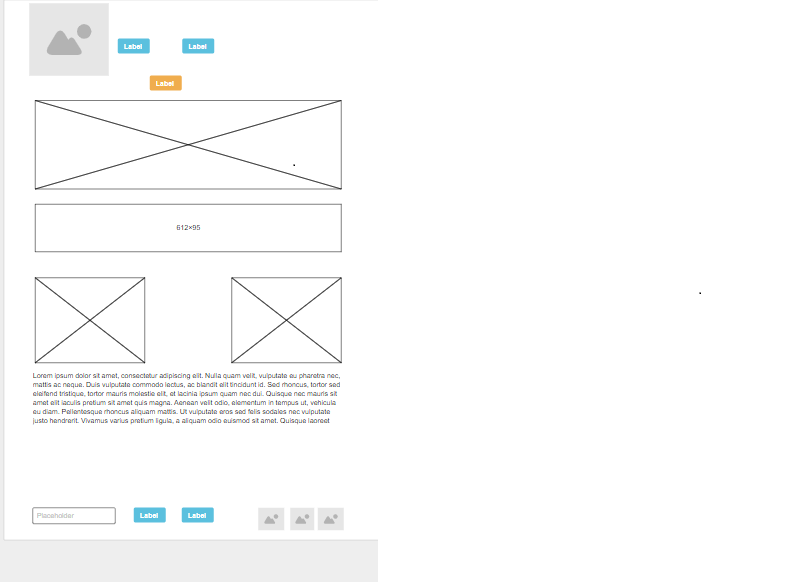 Label
Label
Label
612×95
Lorem ipsum dolor sit amet, consectetur adipiscing elit. Nulla quam velit, vulputate eu pharetra nec,
mattis ac neque. Duis vulputate commodo lectus, ac blandit elit tincidunt id. Sed rhoncus, tortor sed
eleifend tristique, tortor mauris molestie elit, et lacinia ipsum quam nec dui. Quisque nec mauris sit
amet elit iaculis pretium sit amet quis magna. Aenean velit odio, elementum in tempus ut, vehicula
eu diam. Pellentesque rhoncus aliquam mattis. Ut vulputate eros sed felis sodales nec vulputate
justo hendrerit. Vivamus varius pretium ligula, a aliquam odio euismod sit amet. Quisque laoreet
Placeholder
Label
Label